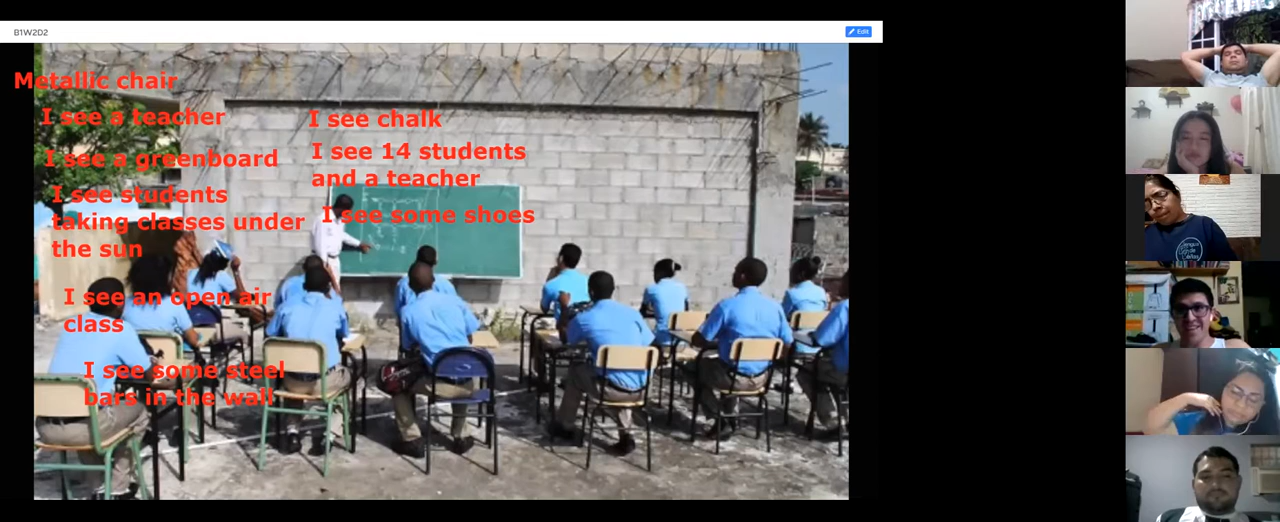 B1W2D2
Edit
Metallic chair
I see a teacher
I see a greenboard
I see students
taking classes under
the sun
I see an open air
class
I see some steel
bars in the wall
I see chalk
I see 14 students
and a teacher
I see some shoes